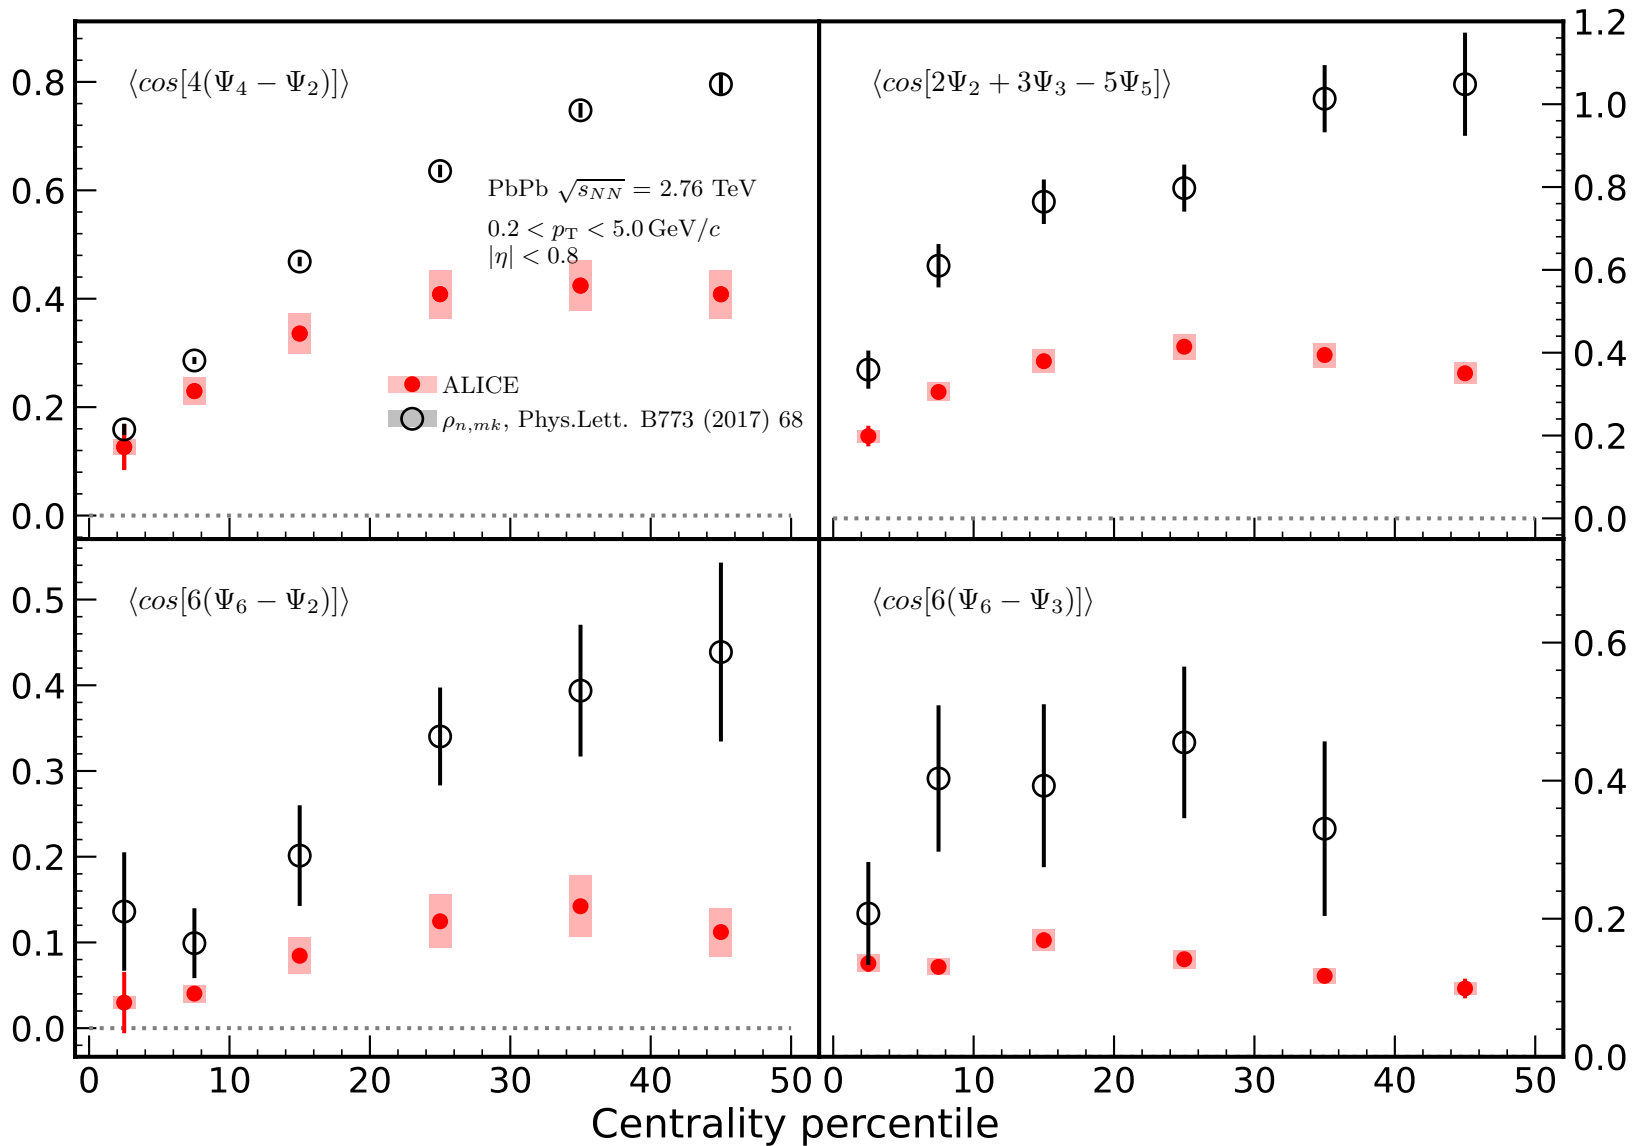 ⟨cos[4(Ψ₄ − Ψ₂)]⟩
⟨cos[2Ψ₂ + 3Ψ₃ − 5Ψ₅]⟩
1.2
0.8
1.0
PbPb √s_NN = 2.76 TeV
0.6
0.8
0.2 < p_T < 5.0 GeV/c
|η| < 0.8
0.6
0.4
0.4
ALICE
0.2
ρ_n,mk, Phys.Lett. B773 (2017) 68
0.2
0.0
0.0
⟨cos[6(Ψ₆ − Ψ₂)]⟩
⟨cos[6(Ψ₆ − Ψ₃)]⟩
0.5
0.6
0.4
0.3
0.4
0.2
0.2
0.1
0.0
0.0
0 10 20 30 40 50 0 10 20 30 40 50
Centrality percentile